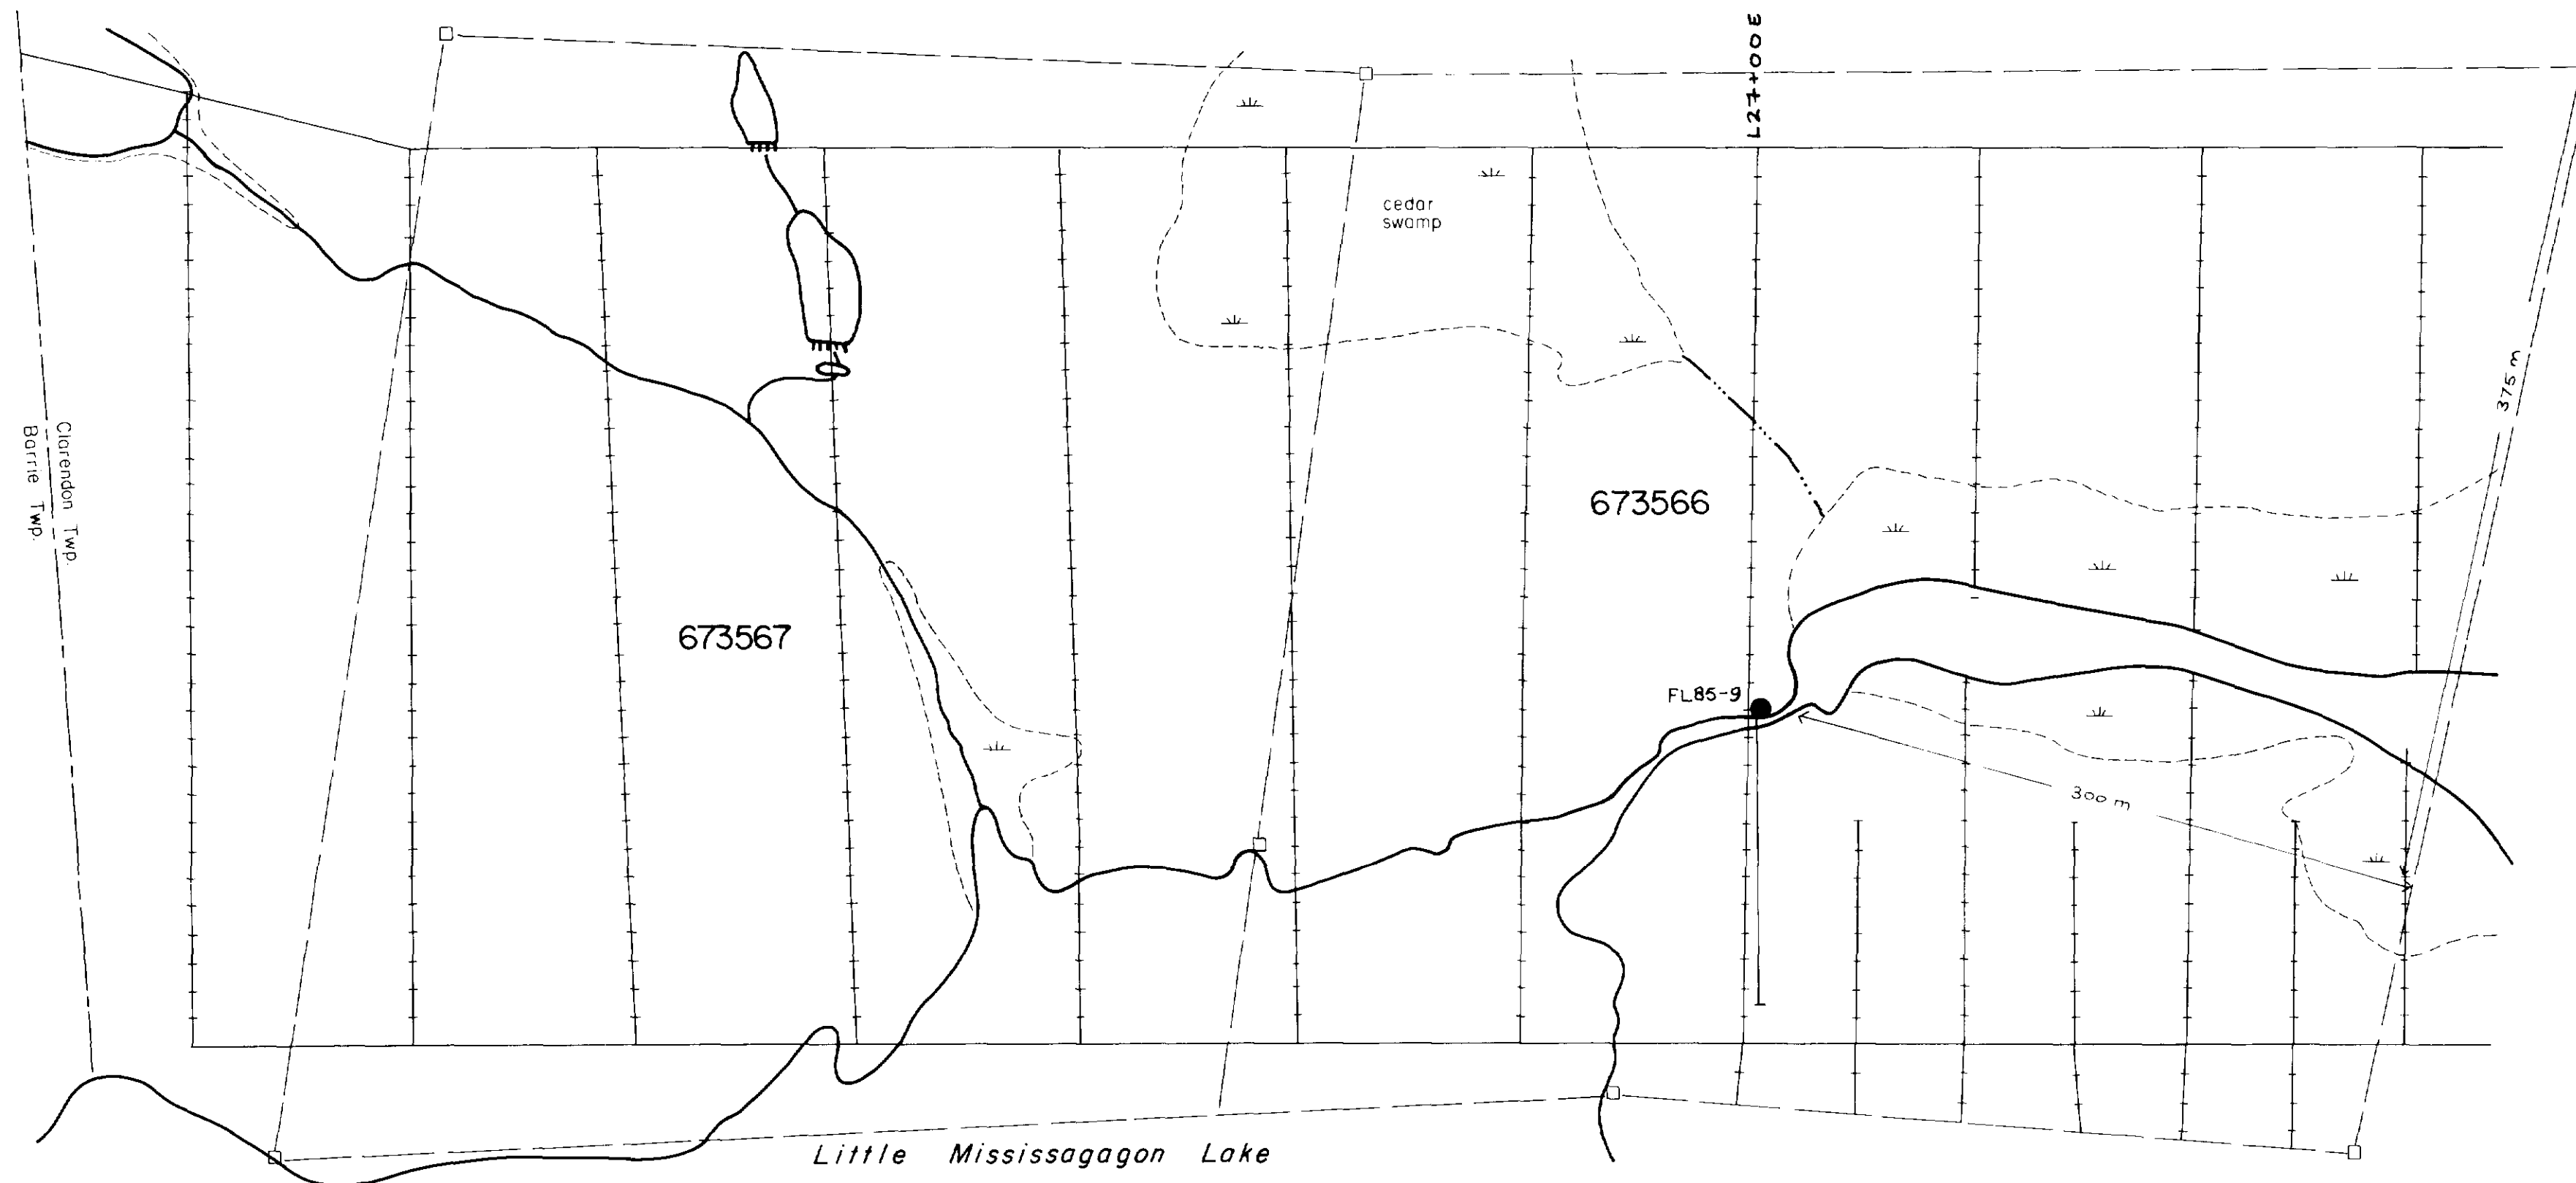 L27+00E
cedar
swamp
375 m
Clarendon Twp.
Barrie Twp.
673566
673567
FL85-9
300 m
Little Mississagagon Lake